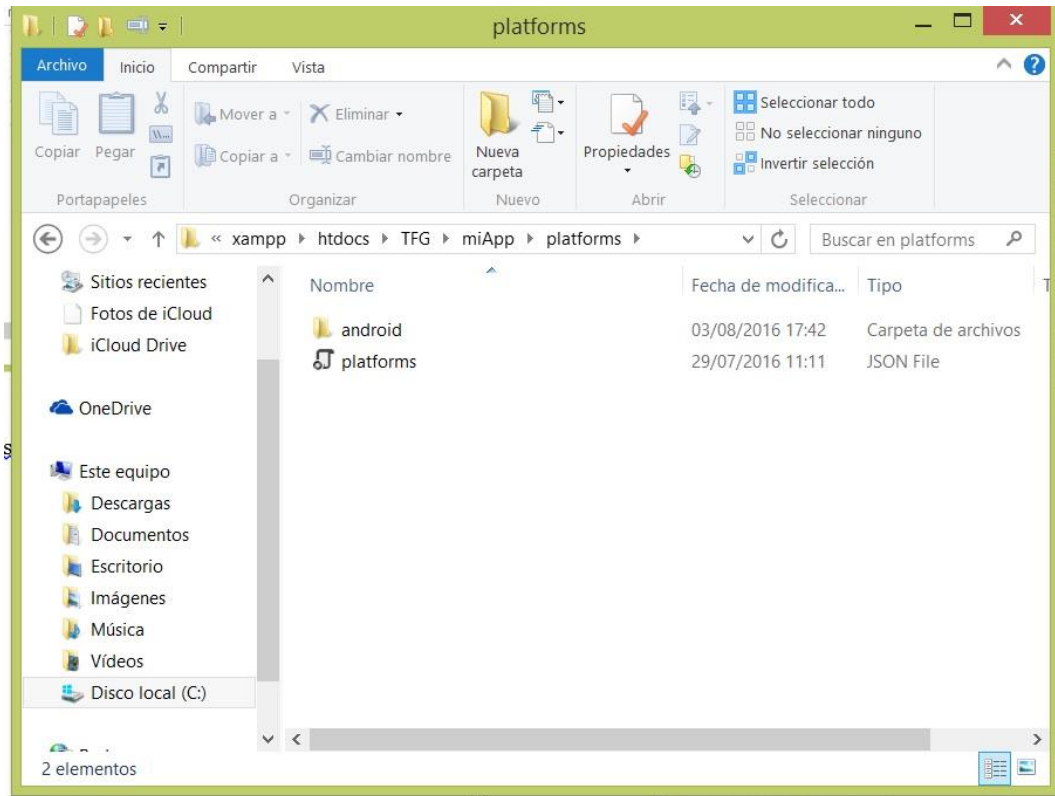 platforms
Archivo Inicio Compartir Vista
Copiar Pegar Mover a Copiar a Eliminar Cambiar nombre Nueva carpeta Propiedades Seleccionar todo No seleccionar ninguno Invertir selección
Portapapeles Organizar Nuevo Abrir Seleccionar
« xampp htdocs TFG miApp platforms Buscar en platforms
Sitios recientes
Fotos de iCloud
iCloud Drive
OneDrive
Este equipo
Descargas
Documentos
Escritorio
Imágenes
Música
Vídeos
Disco local (C:)
Nombre Fecha de modifica... Tipo
android 03/08/2016 17:42 Carpeta de archivos
platforms 29/07/2016 11:11 JSON File
2 elementos